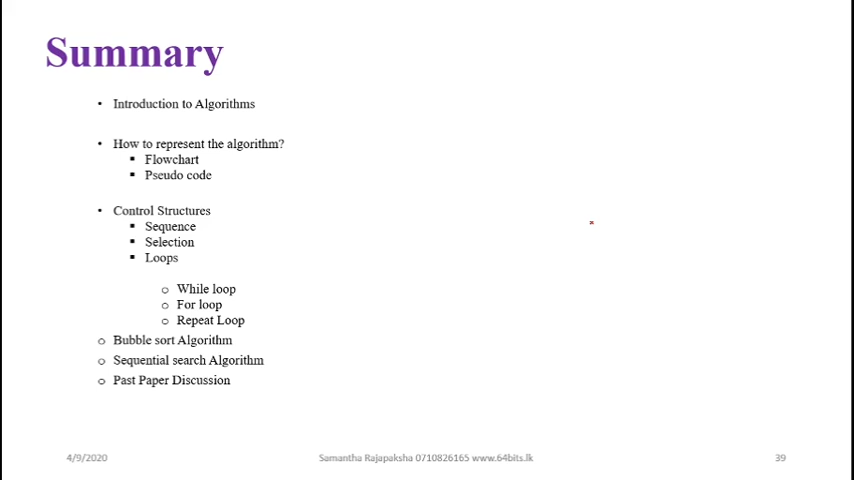 Summary
• Introduction to Algorithms
• How to represent the algorithm?
▪ Flowchart
▪ Pseudo code
• Control Structures
▪ Sequence
▪ Selection
▪ Loops
o While loop
o For loop
o Repeat Loop
o Bubble sort Algorithm
o Sequential search Algorithm
o Past Paper Discussion
4/9/2020 Samantha Rajapaksha 0710826165 www.64bits.lk 39